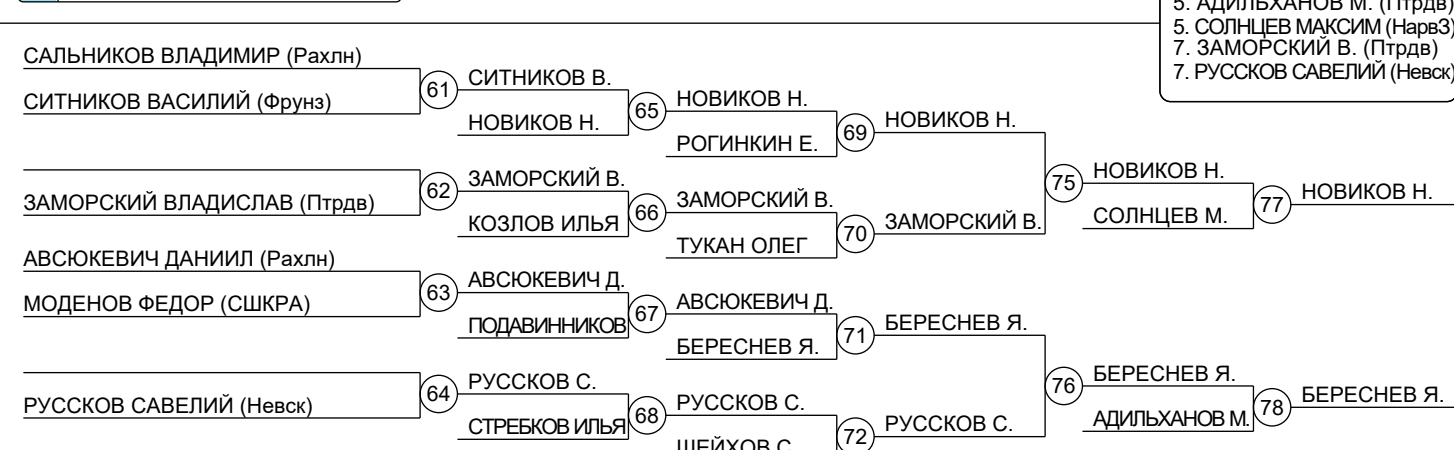 5. АДИЛЬХАНОВ М. (Птрдв)
5. СОЛНЦЕВ МАКСИМ (Нарв3)
7. ЗАМОРСКИЙ В. (Птрдв)
7. РУССКОВ САВЕЛИЙ (Невск)
САЛЬНИКОВ ВЛАДИМИР (Рахлн)
СИТНИКОВ ВАСИЛИЙ (Фрунз)
61
СИТНИКОВ В.
НОВИКОВ Н.
65
НОВИКОВ Н.
РОГИНКИН Е.
69
НОВИКОВ Н.
ЗАМОРСКИЙ ВЛАДИСЛАВ (Птрдв)
62
ЗАМОРСКИЙ В.
КОЗЛОВ ИЛЬЯ
66
ЗАМОРСКИЙ В.
ТУКАН ОЛЕГ
70
ЗАМОРСКИЙ В.
75
НОВИКОВ Н.
СОЛНЦЕВ М.
77
НОВИКОВ Н.
АВСЮКЕВИЧ ДАНИИЛ (Рахлн)
МОДЕНОВ ФЕДОР (СШКРА)
63
АВСЮКЕВИЧ Д.
ПОДАВИННИКОВ
67
АВСЮКЕВИЧ Д.
БЕРЕСНЕВ Я.
71
БЕРЕСНЕВ Я.
РУССКОВ САВЕЛИЙ (Невск)
64
РУССКОВ С.
СТРЕБКОВ ИЛЬЯ
68
РУССКОВ С.
ШЕЙХОВ С.
72
РУССКОВ С.
76
БЕРЕСНЕВ Я.
АДИЛЬХАНОВ М.
78
БЕРЕСНЕВ Я.